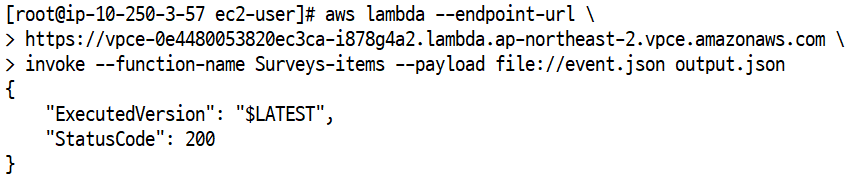 [root@ip-10-250-3-57 ec2-user]# aws lambda --endpoint-url \
> https://vpce-0e4480053820ec3ca-i878g4a2.lambda.ap-northeast-2.vpce.amazonaws.com \
> invoke --function-name Surveys-items --payload file://event.json output.json
{
    "ExecutedVersion": "$LATEST",
    "StatusCode": 200
}